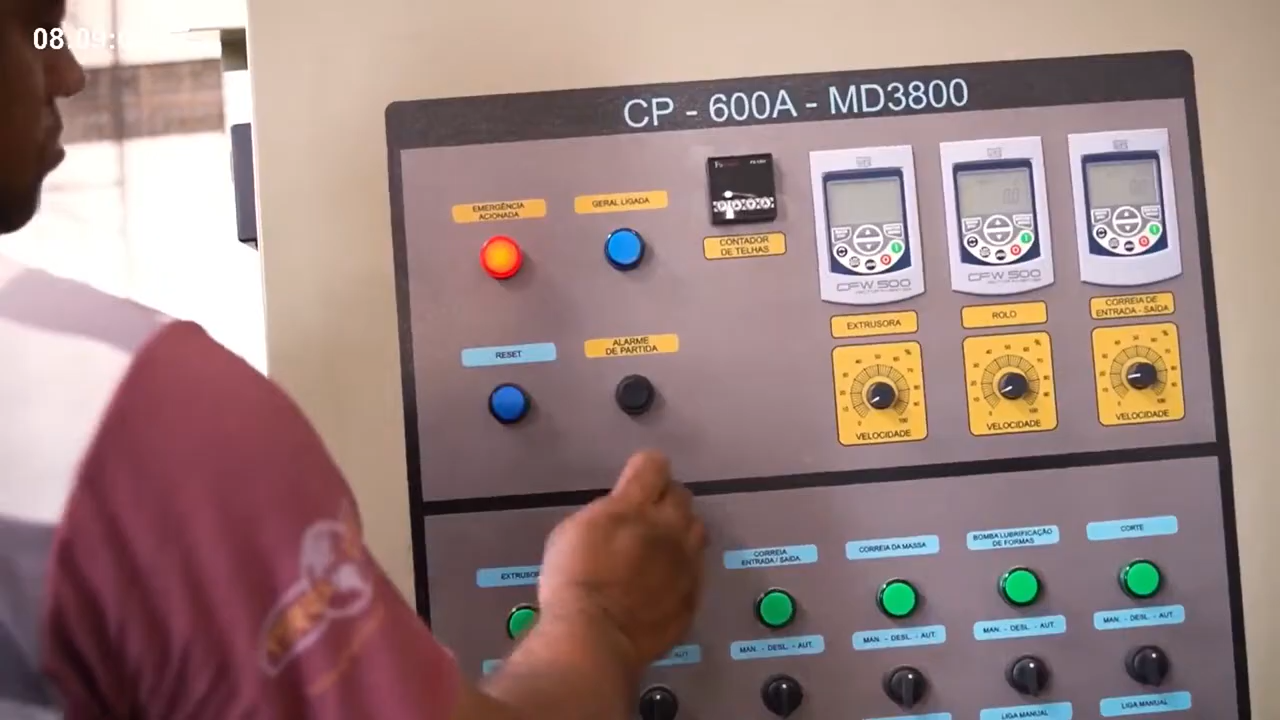 CP - 600A - MD3800
EMERGÊNCIA
ACIONADA
GERAL LIGADA
CONTADOR
DE TELHAS
CFW 500
CFW 500
EXTRUSORA
ROLO
CORREIA DE
ENTRADA - SAÍDA
RESET
ALARME
DE PARTIDA
VELOCIDADE
VELOCIDADE
VELOCIDADE
EXTRUSOR
CORREIA
ENTRADA / SAÍDA
CORREIA DA MASSA
BOMBA LUBRIFICAÇÃO
DE FORMAS
CORTE
AUT
MAN. - DESL. - AUT.
MAN. - DESL. - AUT.
MAN. - DESL. - AUT.
MAN. - DESL. - AUT.
LIGA MANUAL
LIGA MANUAL